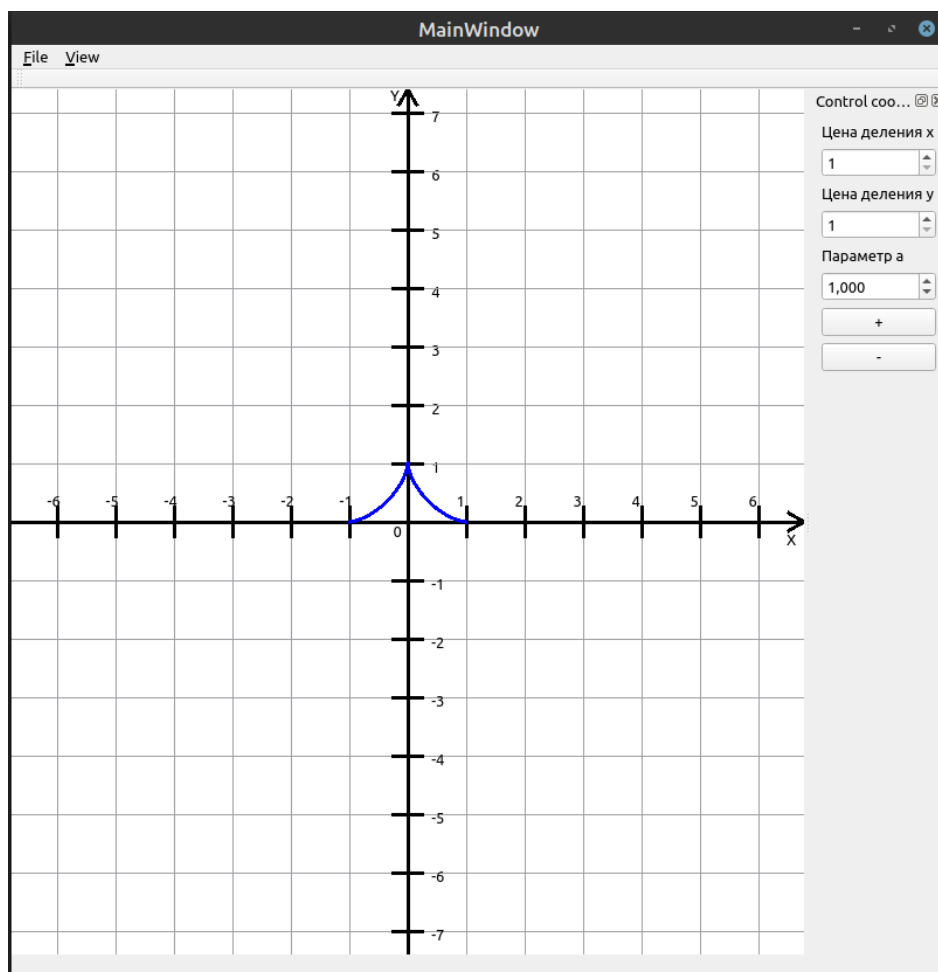 MainWindow
File View
Control coo...
Цена деления x
1
Цена деления y
1
Параметр a
1,000
+
-
Y
7
6
5
4
3
2
1
-6 -5 -4 -3 -2 -1 1 2 3 4 5 6
0
X
-1
-2
-3
-4
-5
-6
-7